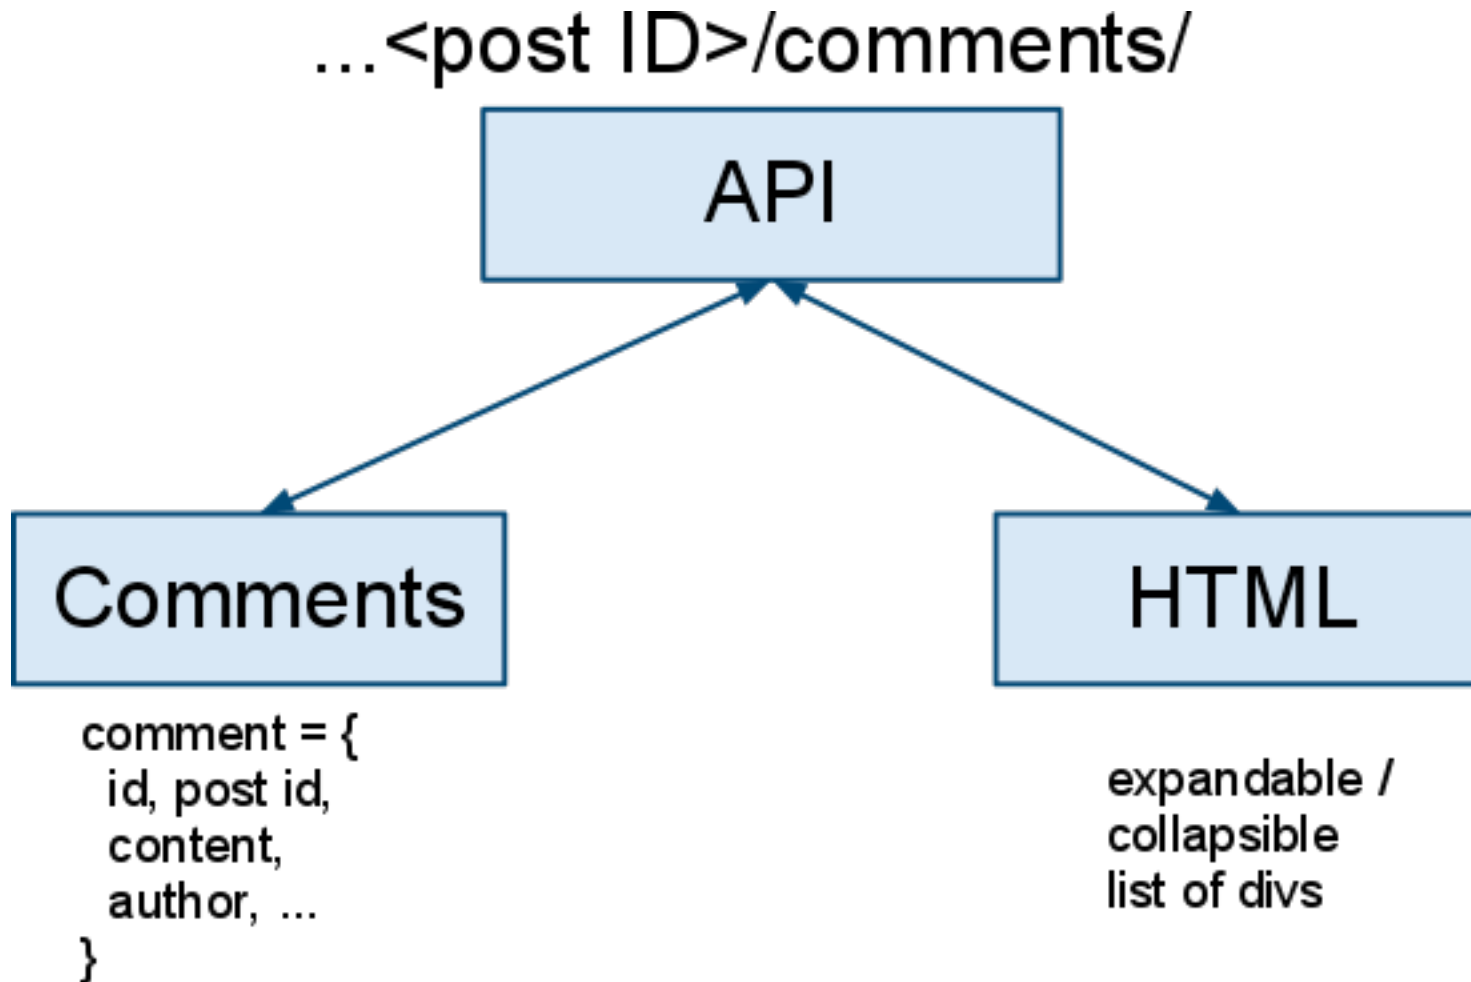 ...<post ID>/comments/
API
Comments
HTML
comment = {
id, post id,
content,
author, ...
}
expandable /
collapsible
list of divs